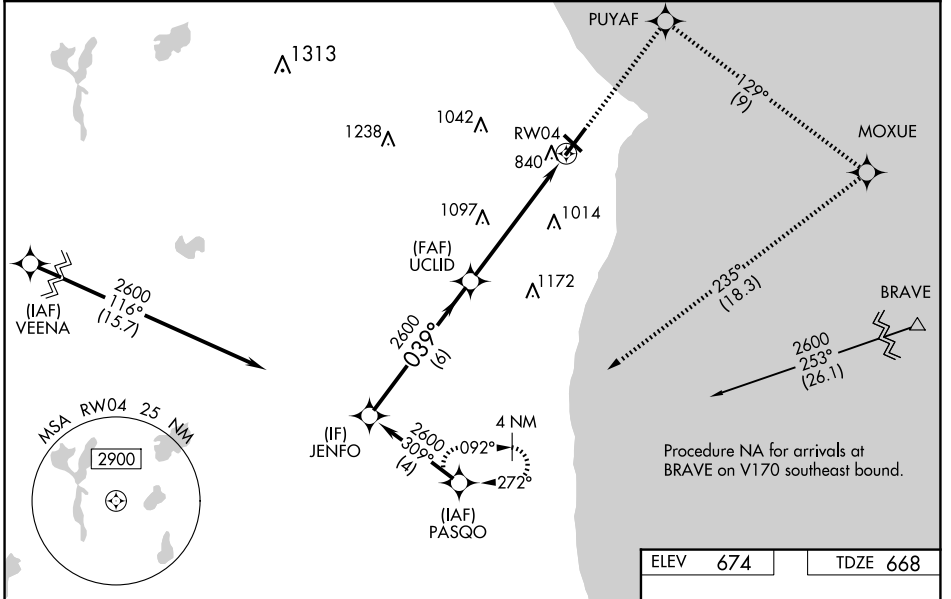 PUYAF
1313
129°
(9)
1042
1238
RW04
840
MOXUE
1097
1014
(FAF)
UCLID
1172
235°
(18.3)
BRAVE
2600
116°
(15.7)
(IAF)
VEENA
2600
039°
(6)
2600
253°
(26.1)
MSA RW04 25 NM
2900
(IF)
JENFO
2600
309°
(4)
4 NM
092°
272°
(IAF)
PASQO
Procedure NA for arrivals at
BRAVE on V170 southeast bound.
ELEV 674
TDZE 668